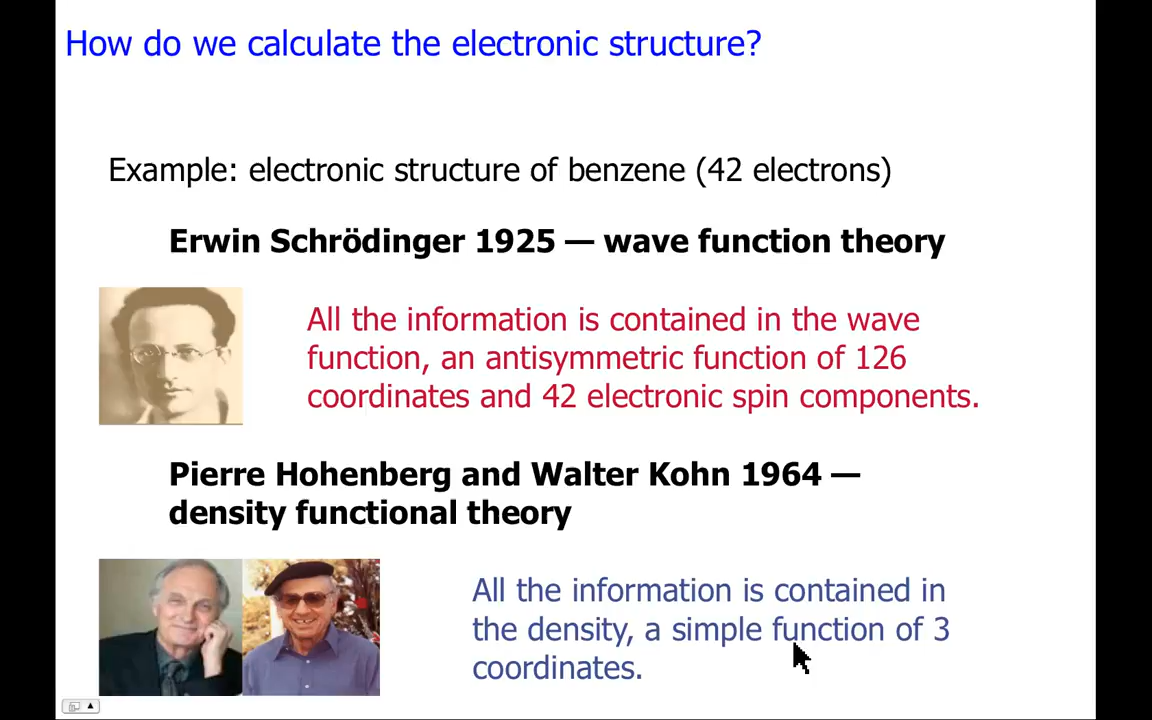 How do we calculate the electronic structure?
Example: electronic structure of benzene (42 electrons)
Erwin Schrödinger 1925 — wave function theory
All the information is contained in the wave
function, an antisymmetric function of 126
coordinates and 42 electronic spin components.
Pierre Hohenberg and Walter Kohn 1964 —
density functional theory
All the information is contained in
the density, a simple function of 3
coordinates.